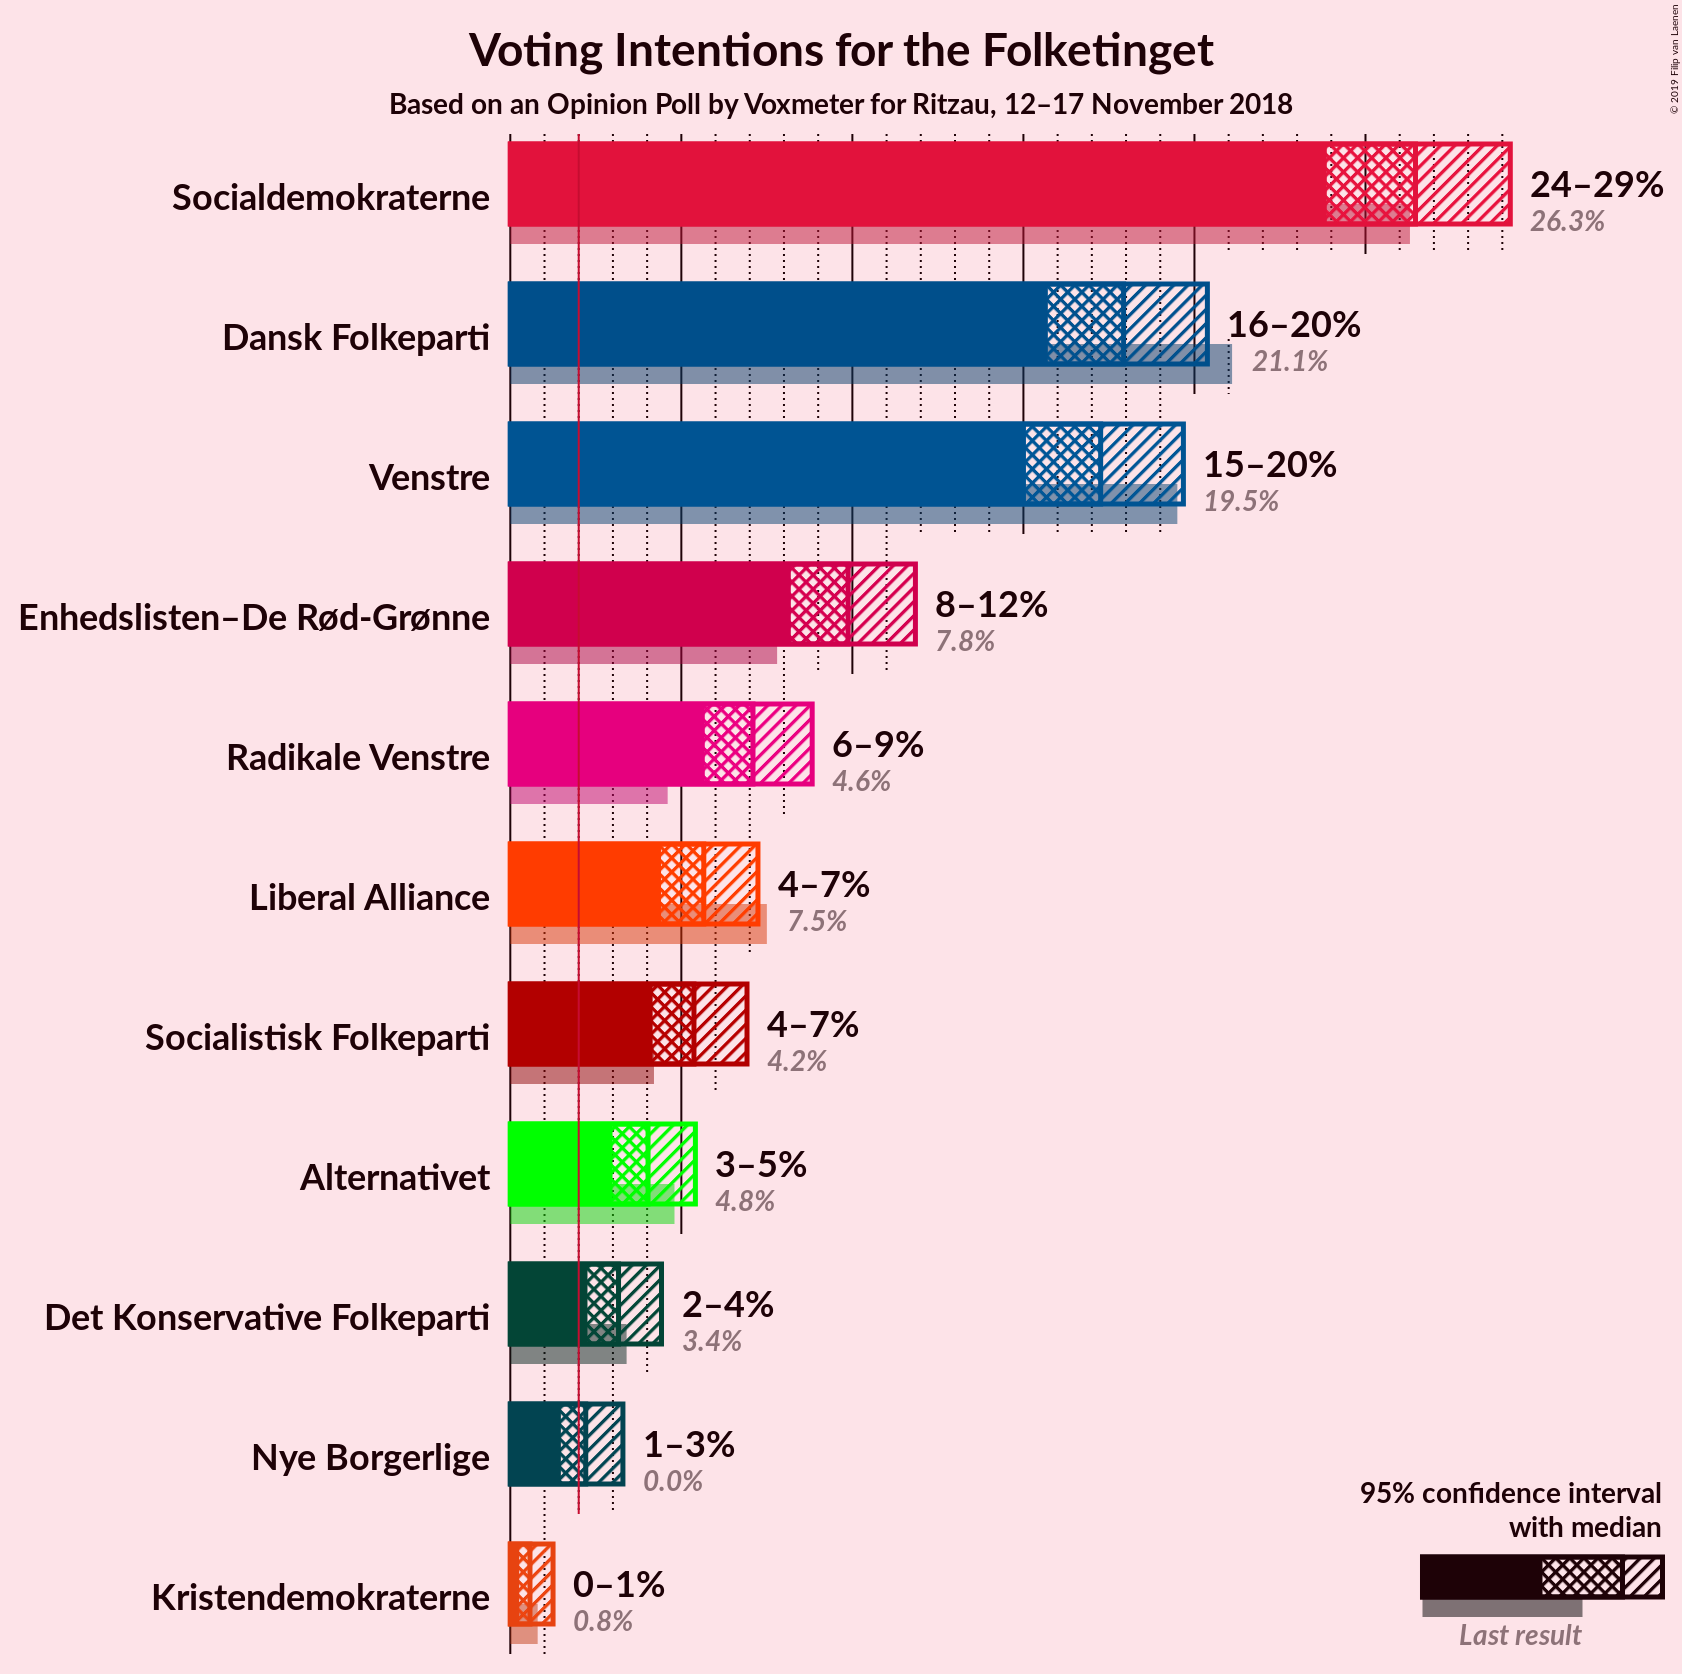 Voting Intentions for the Folketinget
Based on an Opinion Poll by Voxmeter for Ritzau, 12–17 November 2018
© 2019 Filip van Laenen
Socialdemokraterne
24–29%
26.3%
Dansk Folkeparti
16–20%
21.1%
Venstre
15–20%
19.5%
Enhedslisten–De Rød-Grønne
8–12%
7.8%
Radikale Venstre
6–9%
4.6%
Liberal Alliance
4–7%
7.5%
Socialistisk Folkeparti
4–7%
4.2%
Alternativet
3–5%
4.8%
Det Konservative Folkeparti
2–4%
3.4%
Nye Borgerlige
1–3%
0.0%
Kristendemokraterne
0–1%
0.8%
95% confidence interval
with median
Last result